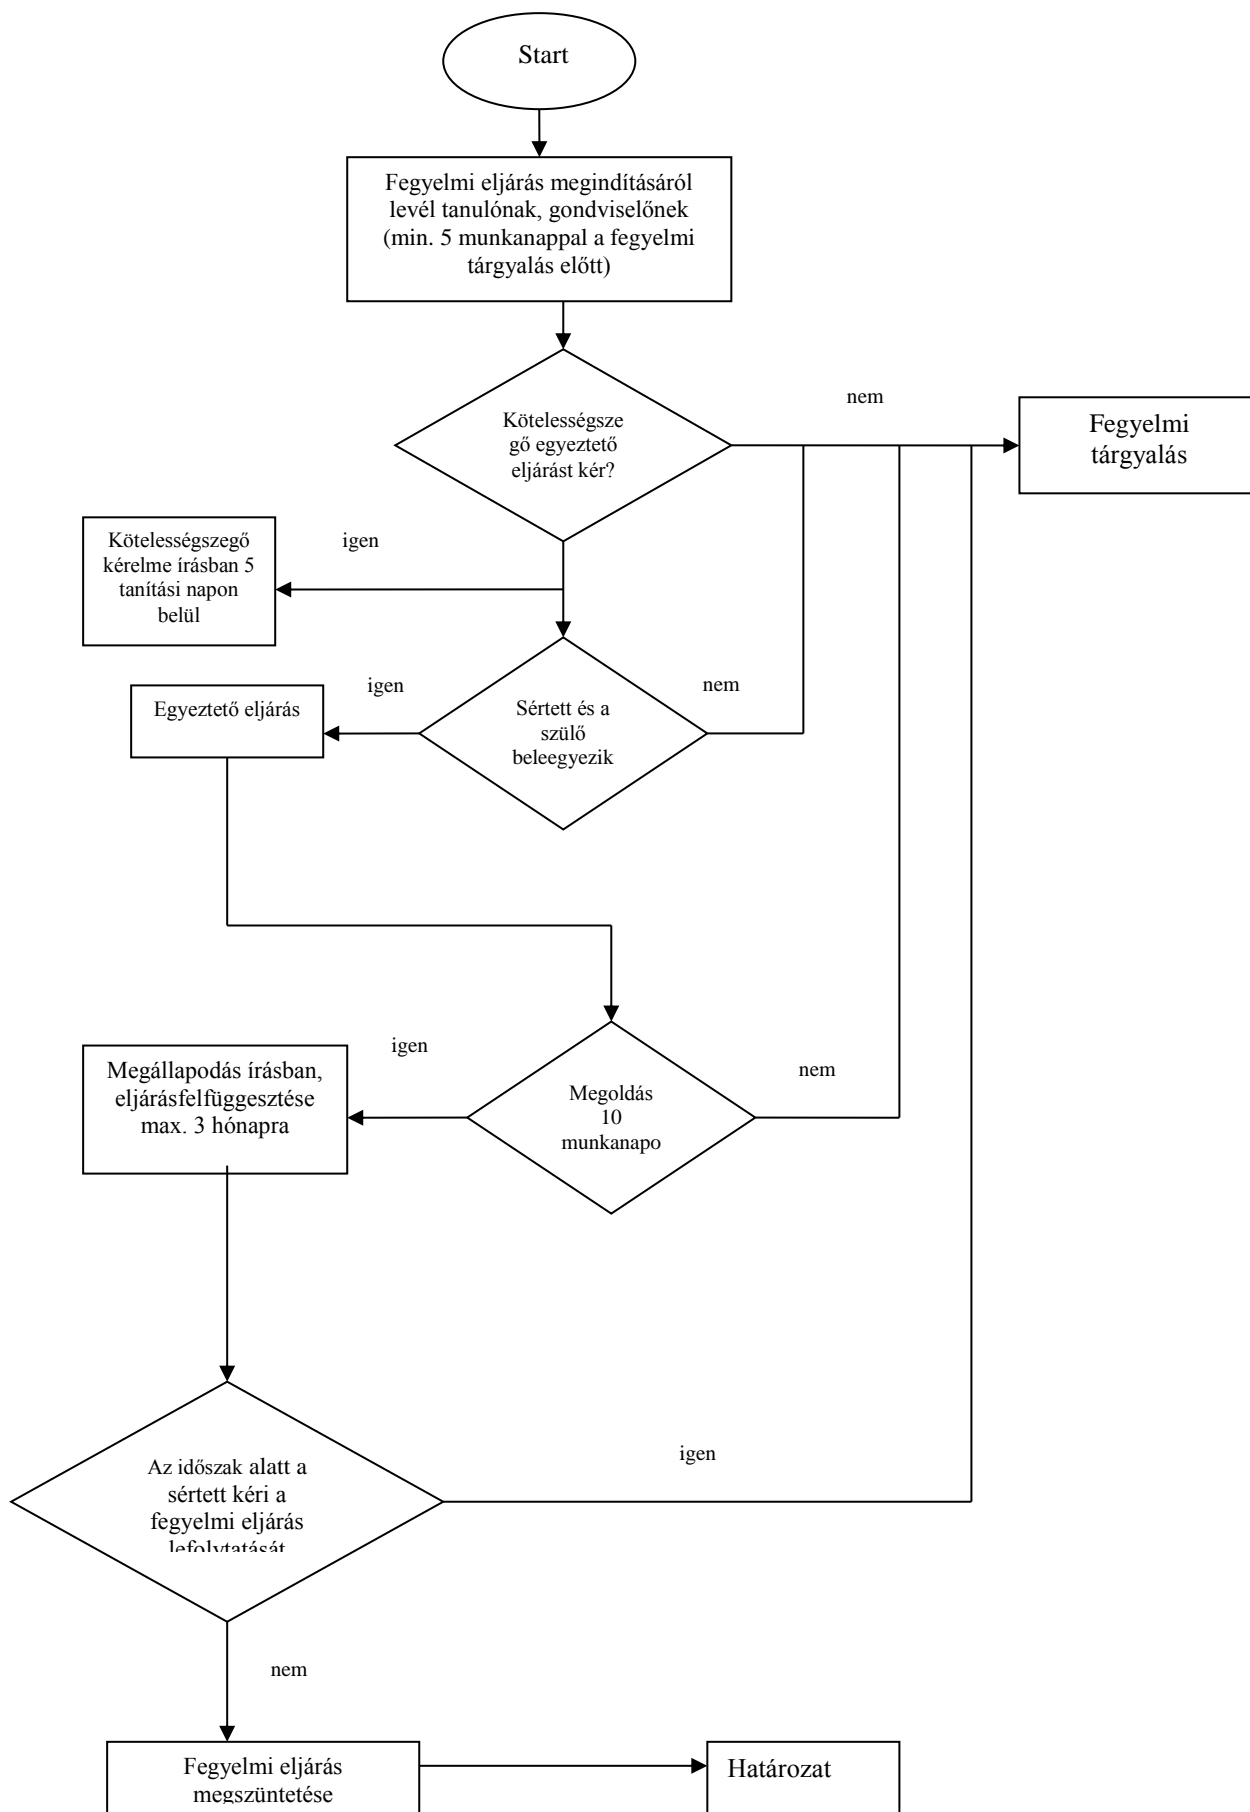 Start
Fegyelmi eljárás megindításáról
levél tanulónak, gondviselőnek
(min. 5 munkanappal a fegyelmi
tárgyalás előtt)
nem
Kötelességsze
gő egyeztető
eljárást kér?
Fegyelmi
tárgyalás
igen
Kötelességszegő
kérelme írásban 5
tanítási napon
belül
igen
nem
Egyeztető eljárás
Sértett és a
szülő
beleegyezik
igen
nem
Megállapodás írásban,
eljárásfelfüggesztése
max. 3 hónapra
Megoldás
10
munkanapo
igen
Az időszak alatt a
sértett kéri a
fegyelmi eljárás
lefolytatását
nem
Fegyelmi eljárás
megszüntetése
Határozat